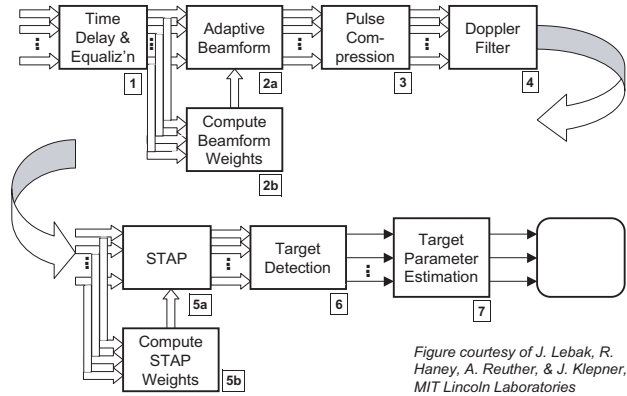 Time
Delay &
Equaliz'n
1
Adaptive
Beamform
2a
Pulse
Com-
pression
3
Doppler
Filter
4
Compute
Beamform
Weights
2b
STAP
5a
Target
Detection
6
Target
Parameter
Estimation
7
Compute
STAP
Weights
5b
Figure courtesy of J. Lebak, R.
Haney, A. Reuther, & J. Klepner,
MIT Lincoln Laboratories